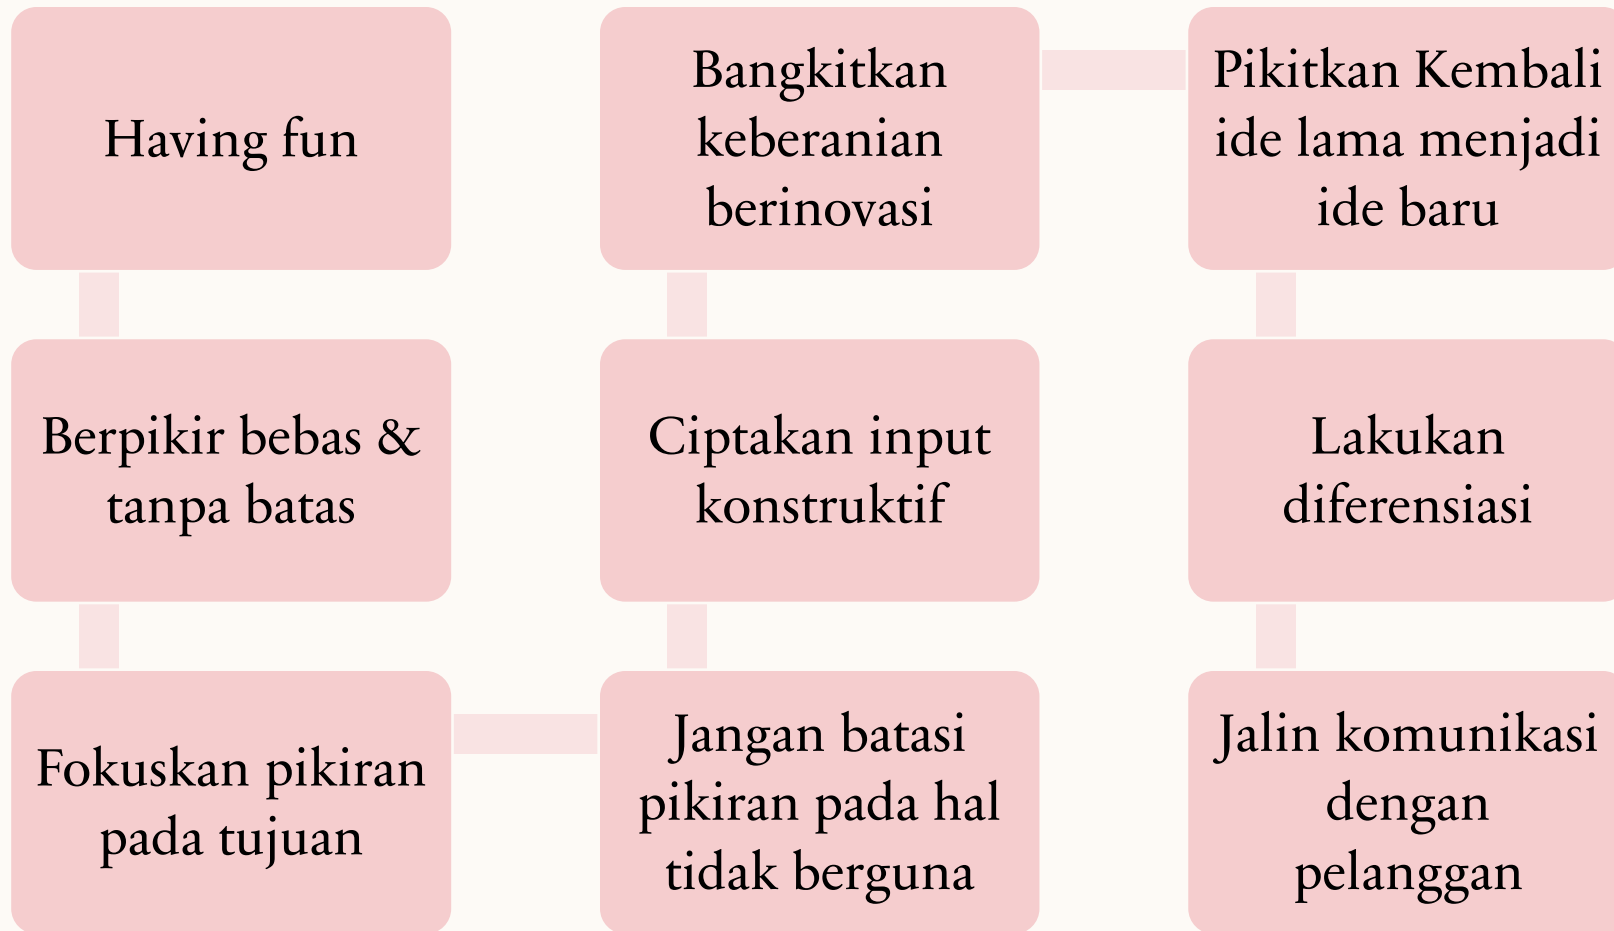 Having fun
Berpikir bebas &
tanpa batas
Fokuskan pikiran
pada tujuan
Jangan batasi
pikiran pada hal
tidak berguna
Ciptakan input
konstruktif
Bangkitkan
keberanian
berinovasi
Pikitkan Kembali
ide lama menjadi
ide baru
Lakukan
diferensiasi
Jalin komunikasi
dengan
pelanggan